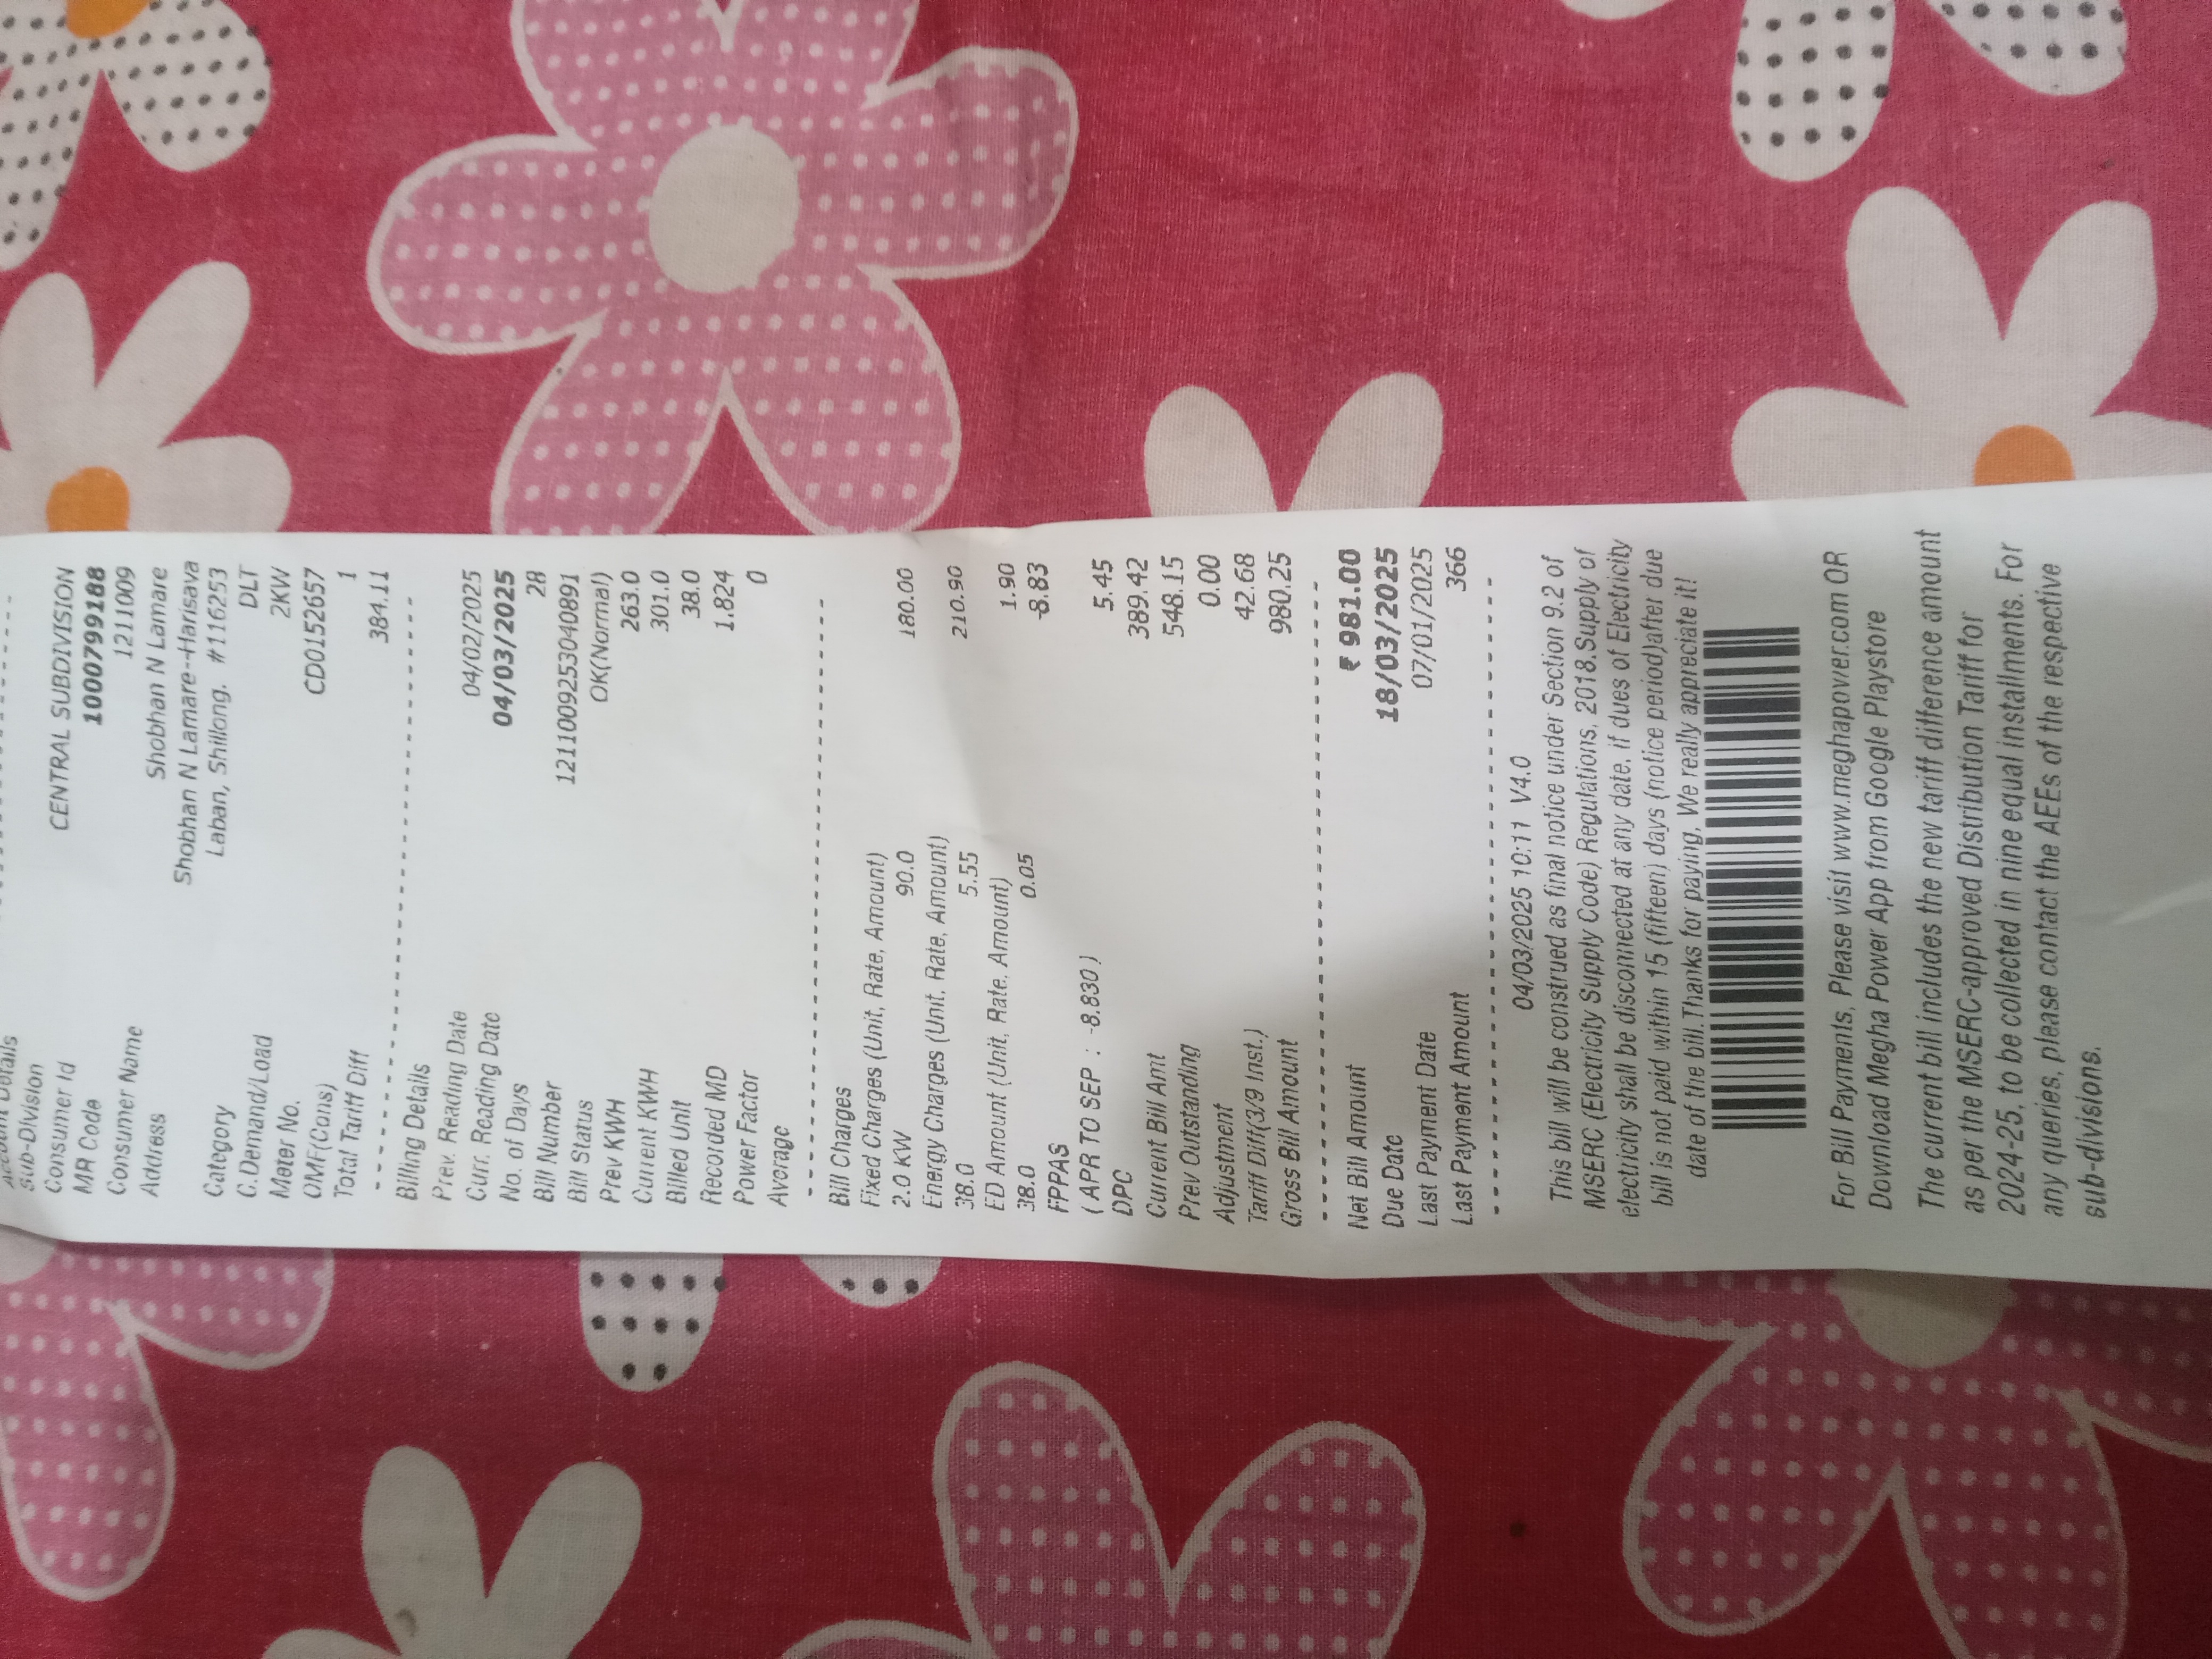 Account Details
Sub-Division CENTRAL SUBDIVISION
Consumer Id 1000799188
MR Code 1211009
Consumer Name Shobhan N Lamare
Address Shobhan N Lamare-Harisava
Laban, Shillong. #116253
Category DLT
C.Demand/Load 2KW
Meter No. CD0152657
OMF(Cons) 1
Total Tariff Diff 384.11
Billing Details
Prev. Reading Date 04/02/2025
Curr. Reading Date 04/03/2025
No. of Days 28
Bill Number 121100925304​0891
Bill Status OK(Normal)
Prev KWH 263.0
Current KWH 301.0
Billed Unit 38.0
Recorded MD 1.824
Power Factor 0
Average
Bill Charges
Fixed Charges (Unit, Rate, Amount)
2.0 KW 90.0 180.00
Energy Charges (Unit, Rate, Amount)
38.0 5.55 210.90
ED Amount (Unit, Rate, Amount)
38.0 0.05 1.90
FPPAS -8.83
( APR TO SEP : -8.830 )
DPC 5.45
Current Bill Amt 389.42
Prev Outstanding 548.15
Adjustment 0.00
Tariff Diff(3/9 Inst.) 42.68
Gross Bill Amount 980.25
Net Bill Amount ₹ 981.00
Due Date 18/03/2025
Last Payment Date 07/01/2025
Last Payment Amount 366
04/03/2025 10:11 V4.0
This bill will be construed as final notice under Section 9.2 of
MSERC (Electricity Supply Code) Regulations, 2018.Supply of
electricity shall be disconnected at any date, if dues of Electricity
bill is not paid within 15 (fifteen) days (notice period)after due
date of the bill.Thanks for paying, We really appreciate it!
For Bill Payments, Please visit www.meghapower.com OR
Download Megha Power App from Google Playstore
The current bill includes the new tariff difference amount
as per the MSERC-approved Distribution Tariff for
2024-25, to be collected in nine equal installments. For
any queries, please contact the AEEs of the respective
sub-divisions.